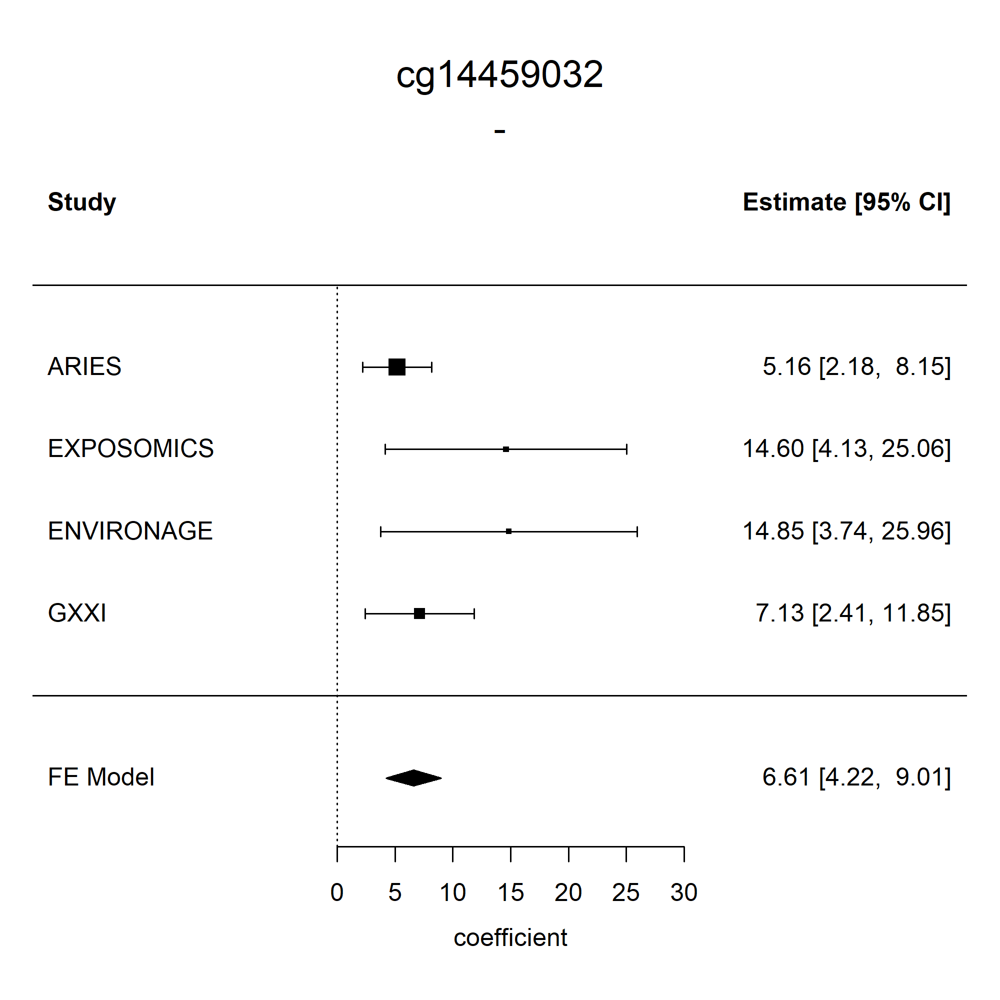 cg14459032
-
Study Estimate [95% CI]
ARIES 5.16 [2.18,  8.15]
EXPOSOMICS 14.60 [4.13, 25.06]
ENVIRONAGE 14.85 [3.74, 25.96]
GXXI 7.13 [2.41, 11.85]
FE Model 6.61 [4.22,  9.01]
0 5 10 15 20 25 30
coefficient